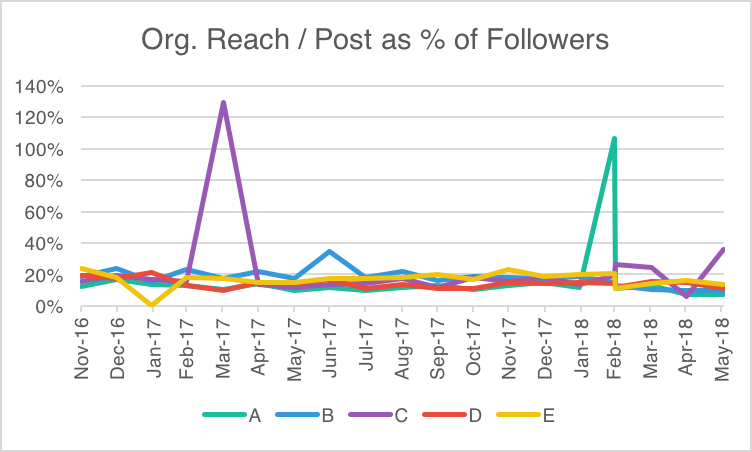 Org. Reach / Post as % of Followers
140%
120%
100%
80%
60%
40%
20%
0%
Nov-16 Dec-16 Jan-17 Feb-17 Mar-17 Apr-17 May-17 Jun-17 Jul-17 Aug-17 Sep-17 Oct-17 Nov-17 Dec-17 Jan-18 Feb-18 Mar-18 Apr-18 May-18
A B C D E